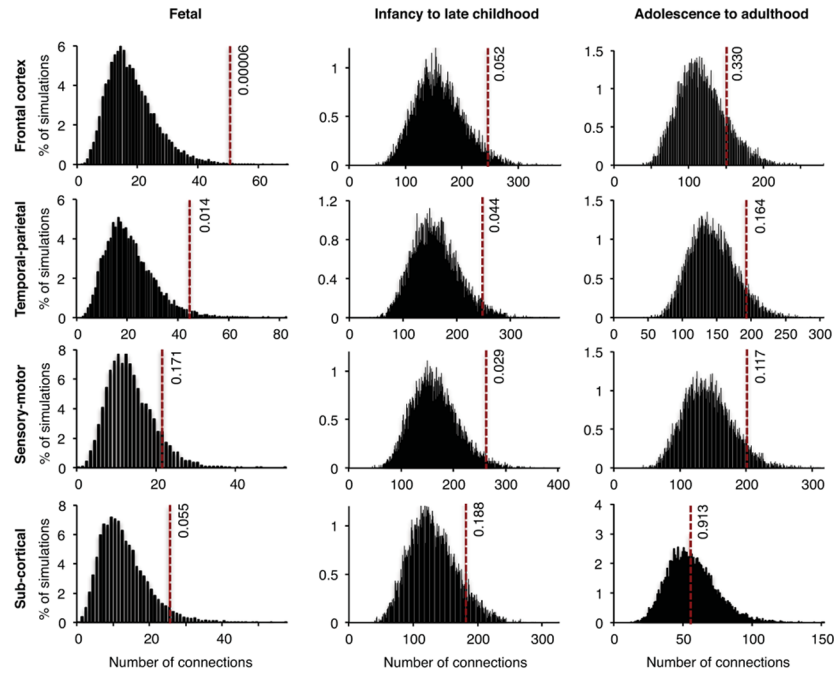 Fetal Infancy to late childhood Adolescence to adulthood
Frontal cortex
% of simulations
6
4
2
0
0 20 40 60
0.00006
1
0.5
0
0 100 200 300
0.052
1.5
1
0.5
0
0 100 200
0.330
Temporal-parietal
% of simulations
6
4
2
0
0 20 40 60 80
0.014
1.2
0.8
0.4
0
0 100 200 300
0.044
1.5
1
0.5
0
0 50 100 150 200 250 300
0.164
Sensory-motor
% of simulations
8
6
4
2
0
0 20 40
0.171
1
0.5
0
0 100 200 300 400
0.029
1.5
1
0.5
0
0 100 200 300
0.117
Sub-cortical
% of simulations
8
6
4
2
0
0 20 40
0.055
1
0.5
0
0 100 200 300
0.188
4
3
2
1
0
0 50 100 150
0.913
Number of connections Number of connections Number of connections